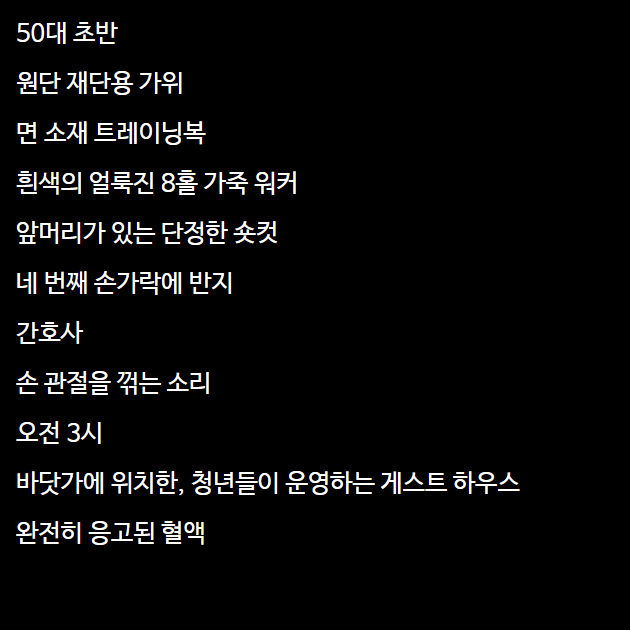 50대 초반
원단 재단용 가위
면 소재 트레이닝복
흰색의 얼룩진 8홀 가죽 워커
앞머리가 있는 단정한 숏컷
네 번째 손가락에 반지
간호사
손 관절을 꺾는 소리
오전 3시
바닷가에 위치한, 청년들이 운영하는 게스트 하우스
완전히 응고된 혈액